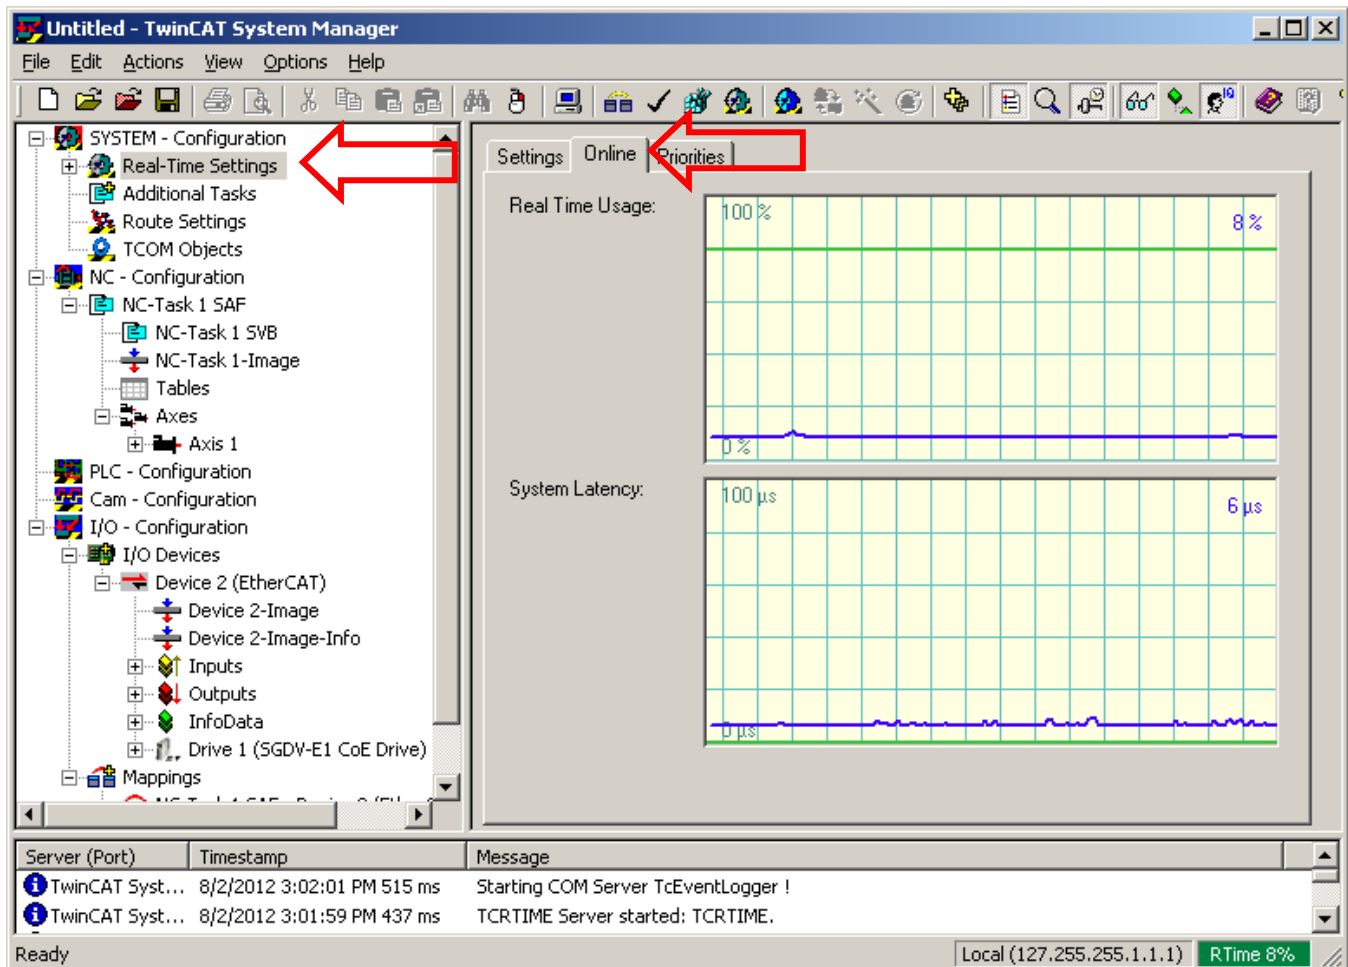 Untitled - TwinCAT System Manager
File Edit Actions View Options Help
SYSTEM - Configuration
Real-Time Settings
Additional Tasks
Route Settings
TCOM Objects
NC - Configuration
NC-Task 1 SAF
NC-Task 1 SVB
NC-Task 1-Image
Tables
Axes
Axis 1
PLC - Configuration
Cam - Configuration
I/O - Configuration
I/O Devices
Device 2 (EtherCAT)
Device 2-Image
Device 2-Image-Info
Inputs
Outputs
InfoData
Drive 1 (SGDV-E1 CoE Drive)
Mappings
Settings Online Priorities
Real Time Usage:
100 %
8 %
0 %
System Latency:
100 µs
6 µs
0 µs
Server (Port) Timestamp Message
TwinCAT Syst... 8/2/2012 3:02:01 PM 515 ms Starting COM Server TcEventLogger !
TwinCAT Syst... 8/2/2012 3:01:59 PM 437 ms TCRTIME Server started: TCRTIME.
Ready Local (127.255.255.1.1.1) RTime 8%